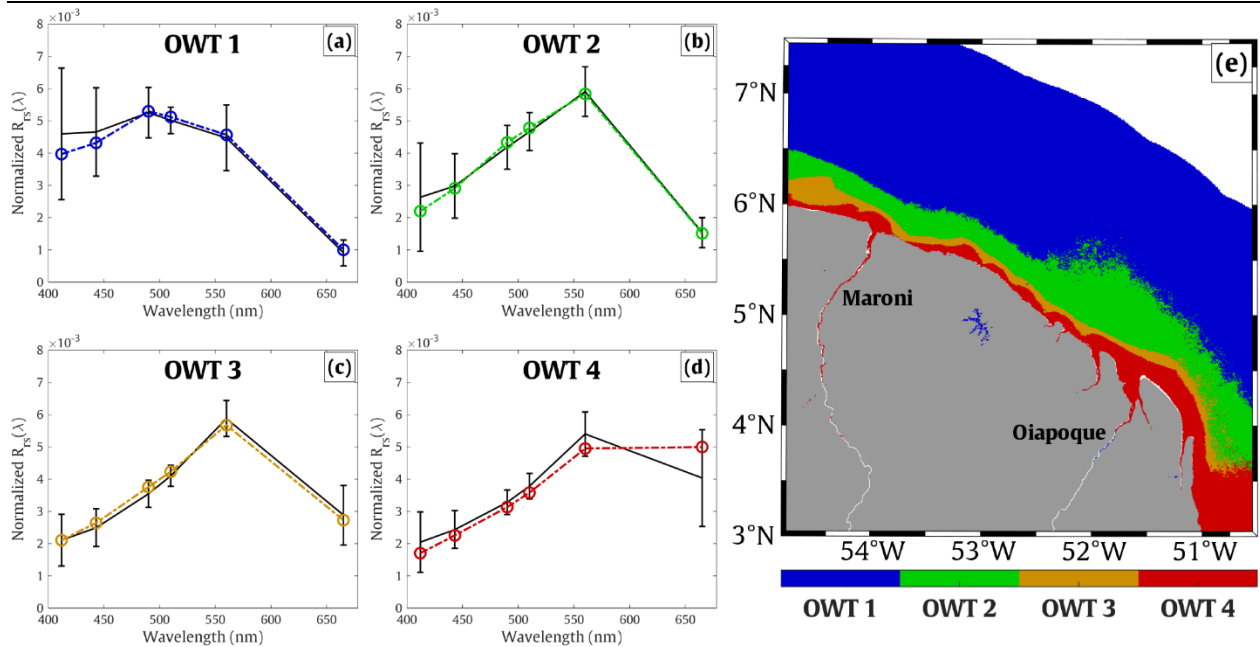 ×10⁻³
8
7
6
5
4
3
2
1
0
OWT 1
(a)
Normalized Rrs(λ)
400 450 500 550 600 650
Wavelength (nm)
×10⁻³
8
7
6
5
4
3
2
1
0
OWT 2
(b)
Normalized Rrs(λ)
400 450 500 550 600 650
Wavelength (nm)
×10⁻³
8
7
6
5
4
3
2
1
0
OWT 3
(c)
Normalized Rrs(λ)
400 450 500 550 600 650
Wavelength (nm)
×10⁻³
8
7
6
5
4
3
2
1
0
OWT 4
(d)
Normalized Rrs(λ)
400 450 500 550 600 650
Wavelength (nm)
(e)
7°N
6°N
5°N
4°N
3°N
Maroni
Oiapoque
54°W 53°W 52°W 51°W
OWT 1 OWT 2 OWT 3 OWT 4